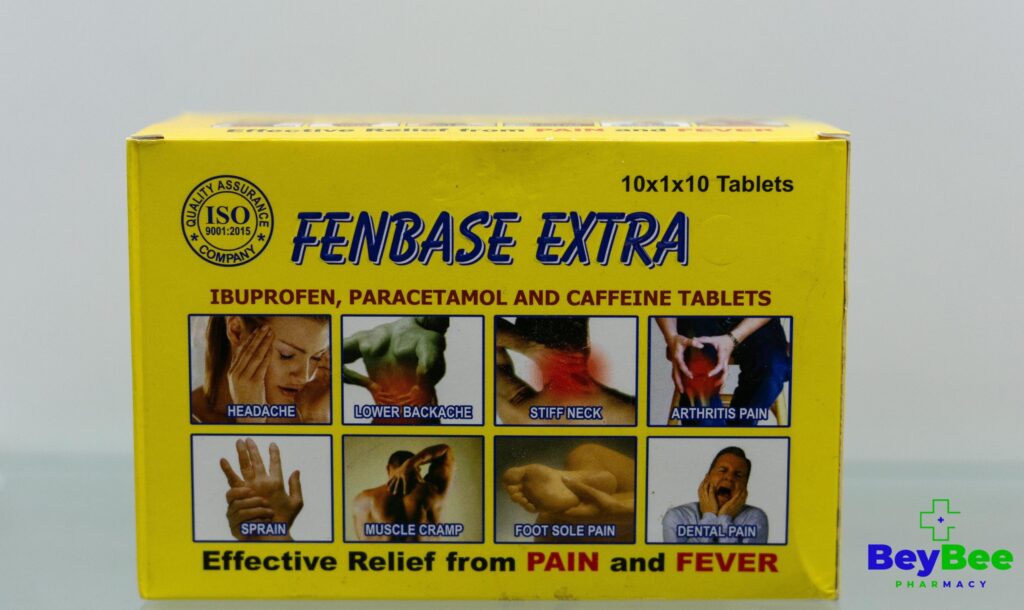 Effective Relief from PAIN and FEVER
10x1x10 Tablets
QUALITY ASSURANCE
ISO
9001:2015
COMPANY
FENBASE EXTRA
IBUPROFEN, PARACETAMOL AND CAFFEINE TABLETS
HEADACHE
LOWER BACKACHE
STIFF NECK
ARTHRITIS PAIN
SPRAIN
MUSCLE CRAMP
FOOT SOLE PAIN
DENTAL PAIN
Effective Relief from PAIN and FEVER
BeyBee
PHARMACY